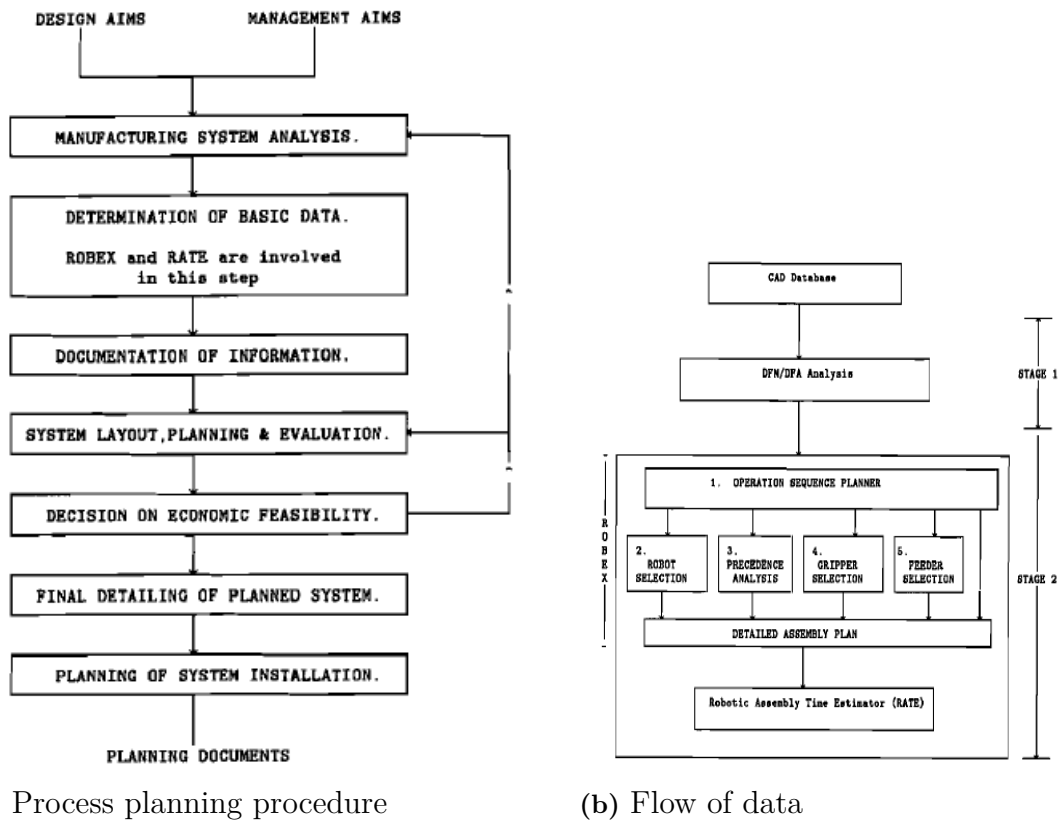 DESIGN AIMS
MANAGEMENT AIMS
MANUFACTURING SYSTEM ANALYSIS.
DETERMINATION OF BASIC DATA.
ROBEX and RATE are involved
in this step
DOCUMENTATION OF INFORMATION.
SYSTEM LAYOUT,PLANNING & EVALUATION.
DECISION ON ECONOMIC FEASIBILITY.
FINAL DETAILING OF PLANNED SYSTEM.
PLANNING OF SYSTEM INSTALLATION.
PLANNING DOCUMENTS
Process planning procedure
CAD Database
DFM/DFA Analysis
STAGE 1
ROBEX
1. OPERATION SEQUENCE PLANNER
2.
ROBOT
SELECTION
3.
PRECEDENCE
ANALYSIS
4.
GRIPPER
SELECTION
5.
FEEDER
SELECTION
STAGE 2
DETAILED ASSEMBLY PLAN
Robotic Assembly Time Estimator (RATE)
(b) Flow of data